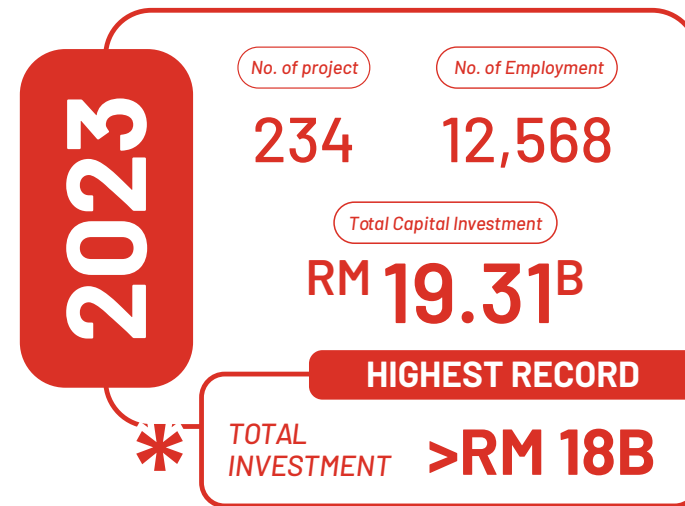 2023
No. of project
No. of Employment
234
12,568
Total Capital Investment
RM 19.31B
HIGHEST RECORD
*
TOTAL
INVESTMENT
>RM 18B